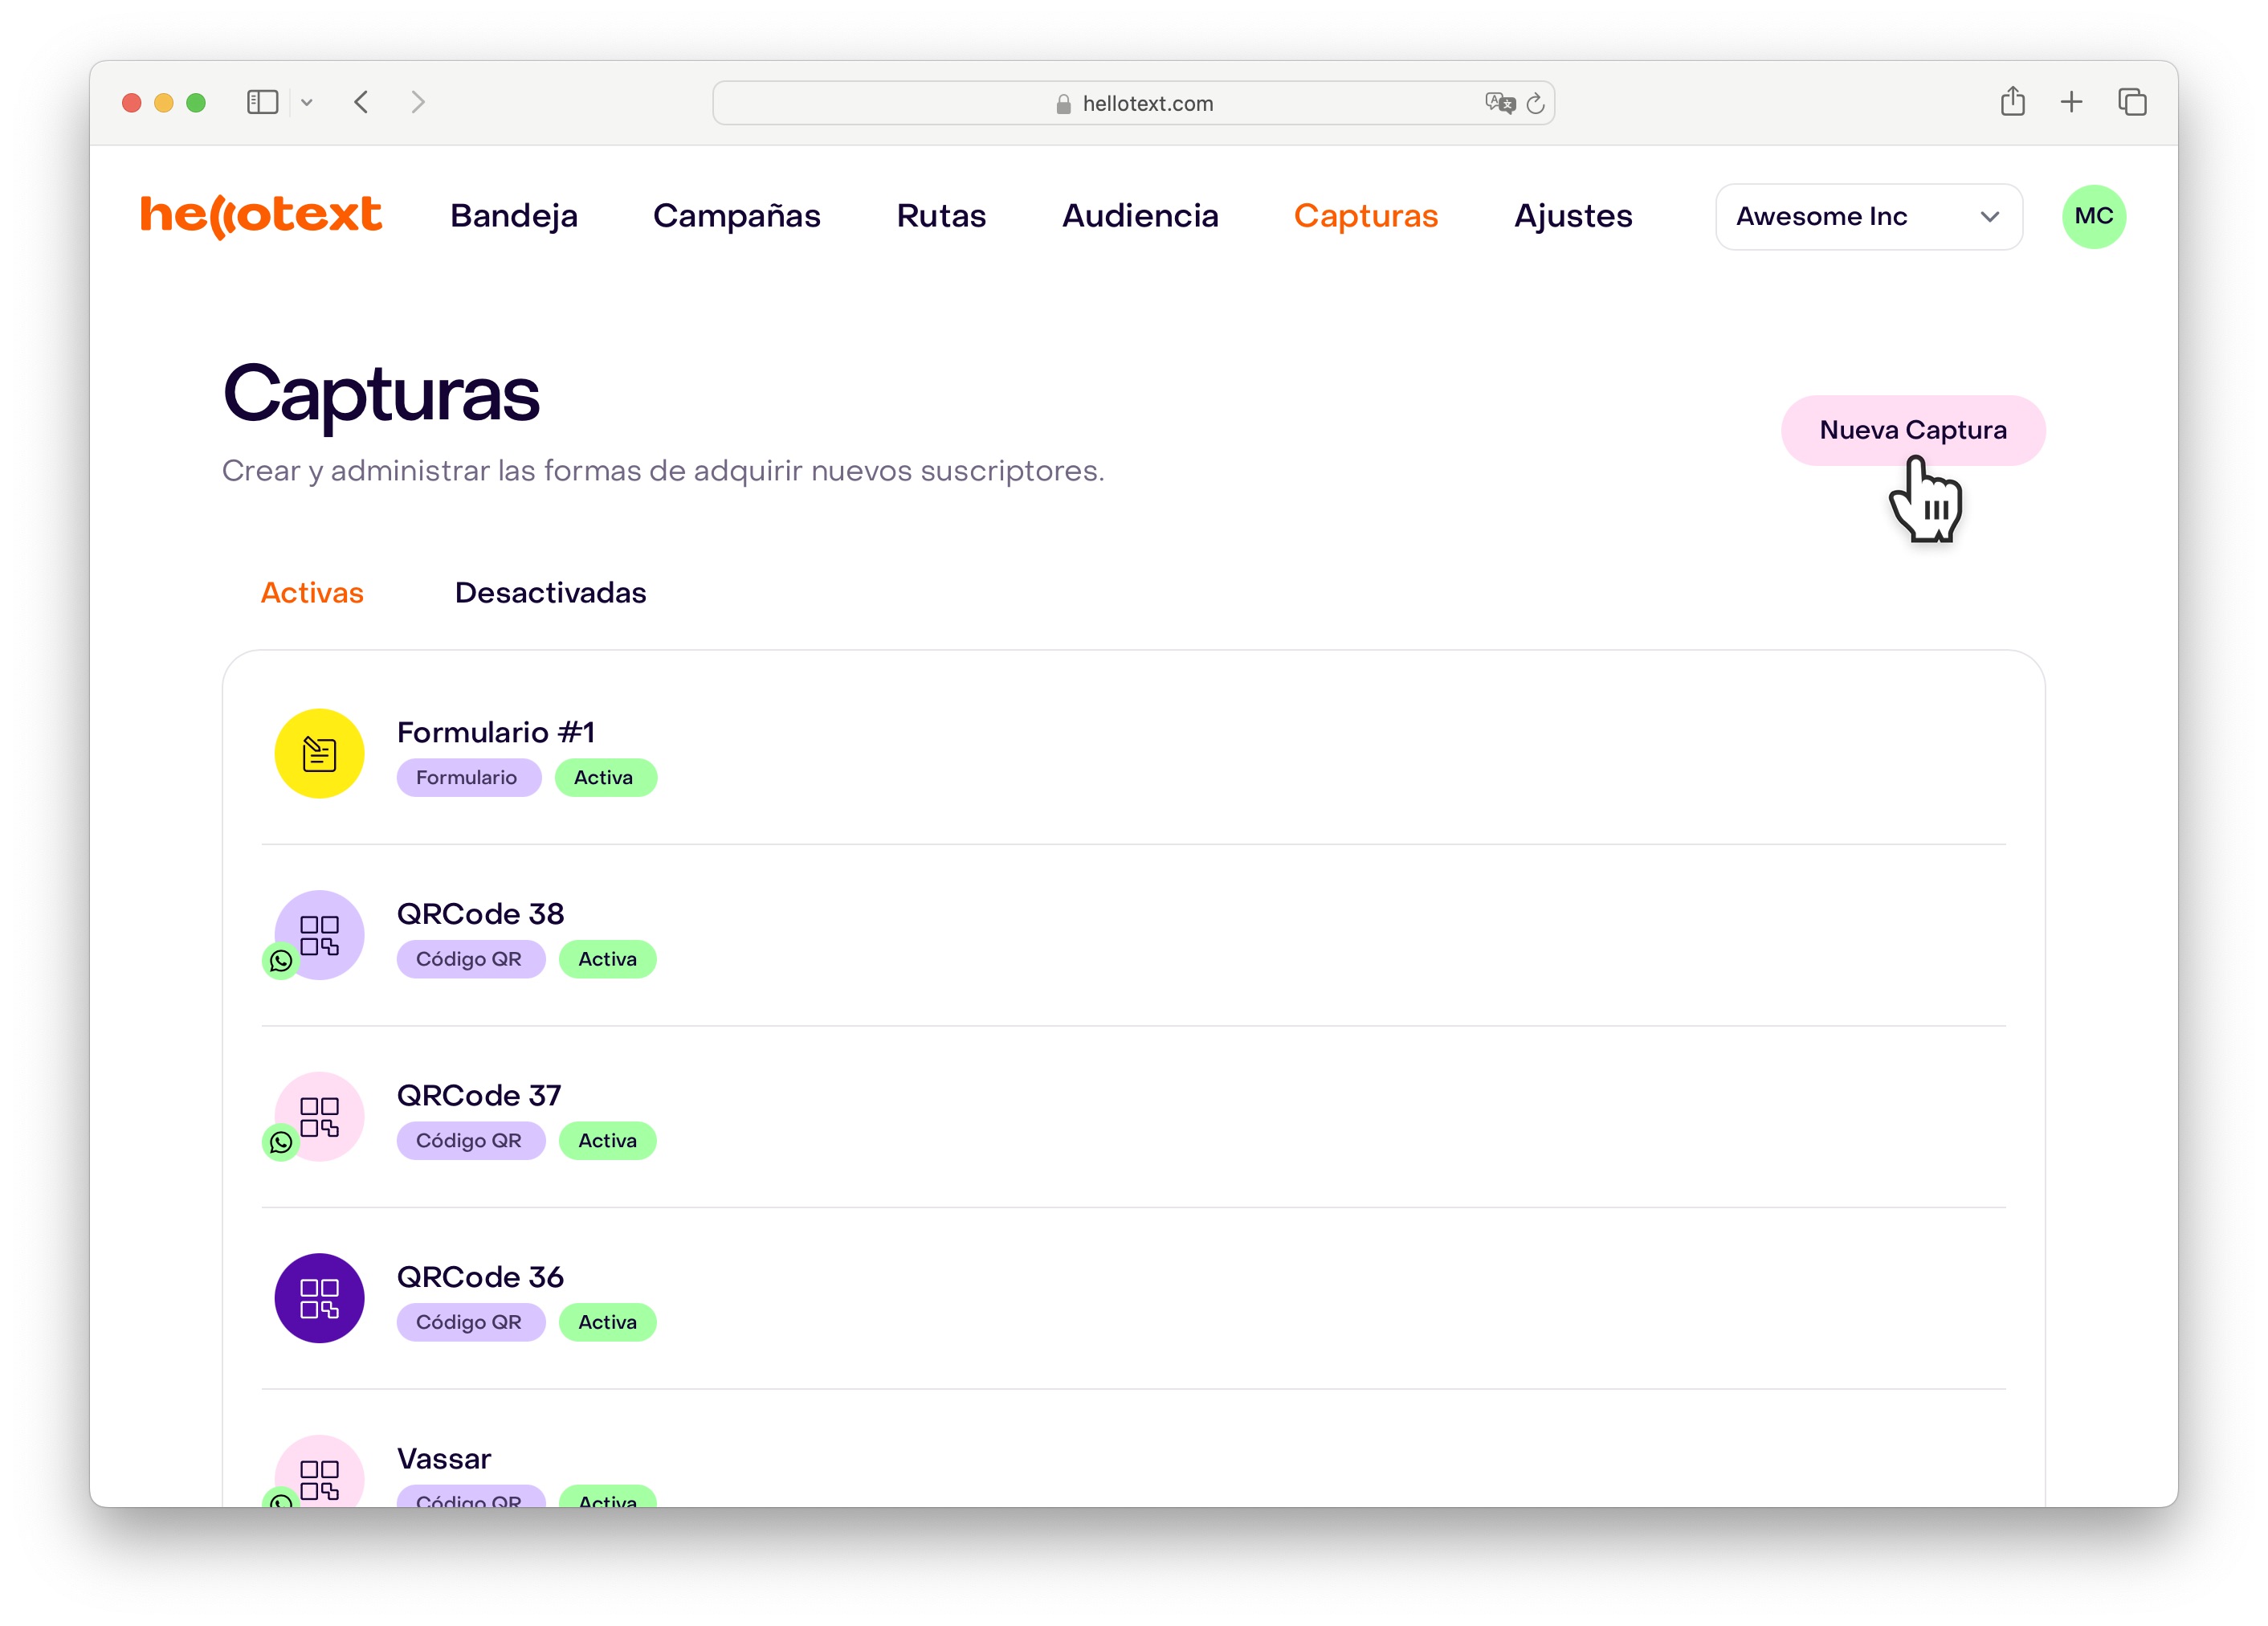 hellotext.com
hellotext
Bandeja
Campañas
Rutas
Audiencia
Capturas
Ajustes
Awesome Inc
MC
Capturas
Crear y administrar las formas de adquirir nuevos suscriptores.
Nueva Captura
Activas
Desactivadas
Formulario #1
Formulario
Activa
QRCode 38
Código QR
Activa
QRCode 37
Código QR
Activa
QRCode 36
Código QR
Activa
Vassar
Código QR
Activa